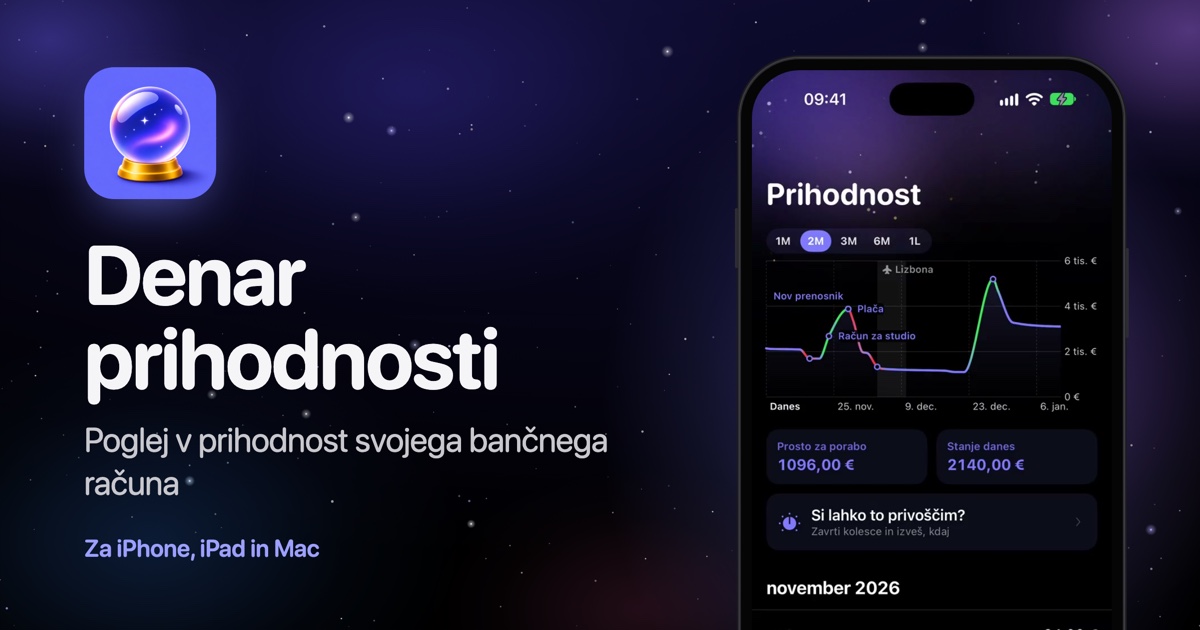 Denar
prihodnosti
Poglej v prihodnost svojega bančnega
računa
Za iPhone, iPad in Mac
09:41
Prihodnost
1M 2M 3M 6M 1L
6 tis. €
Lizbona
Nov prenosnik
4 tis. €
Plača
Račun za studio
2 tis. €
0 €
Danes 25. nov. 9. dec. 23. dec. 6. jan.
Prosto za porabo
1096,00 €
Stanje danes
2140,00 €
Si lahko to privoščim?
Zavrti kolesce in izveš, kdaj
november 2026